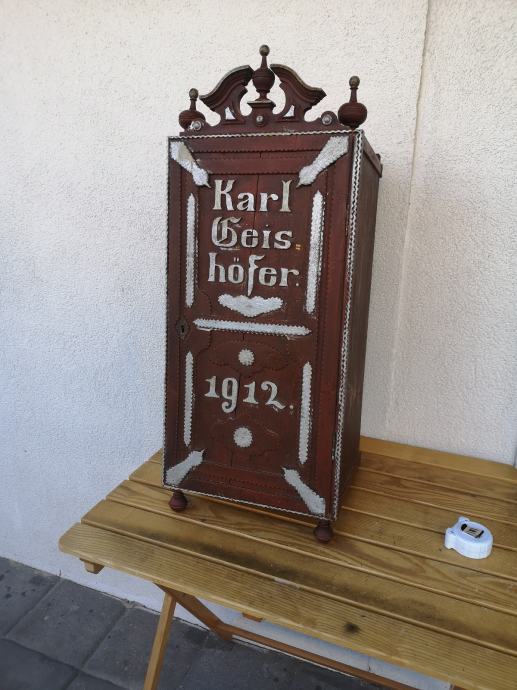 Karl
Geis=
höfer.
1912.